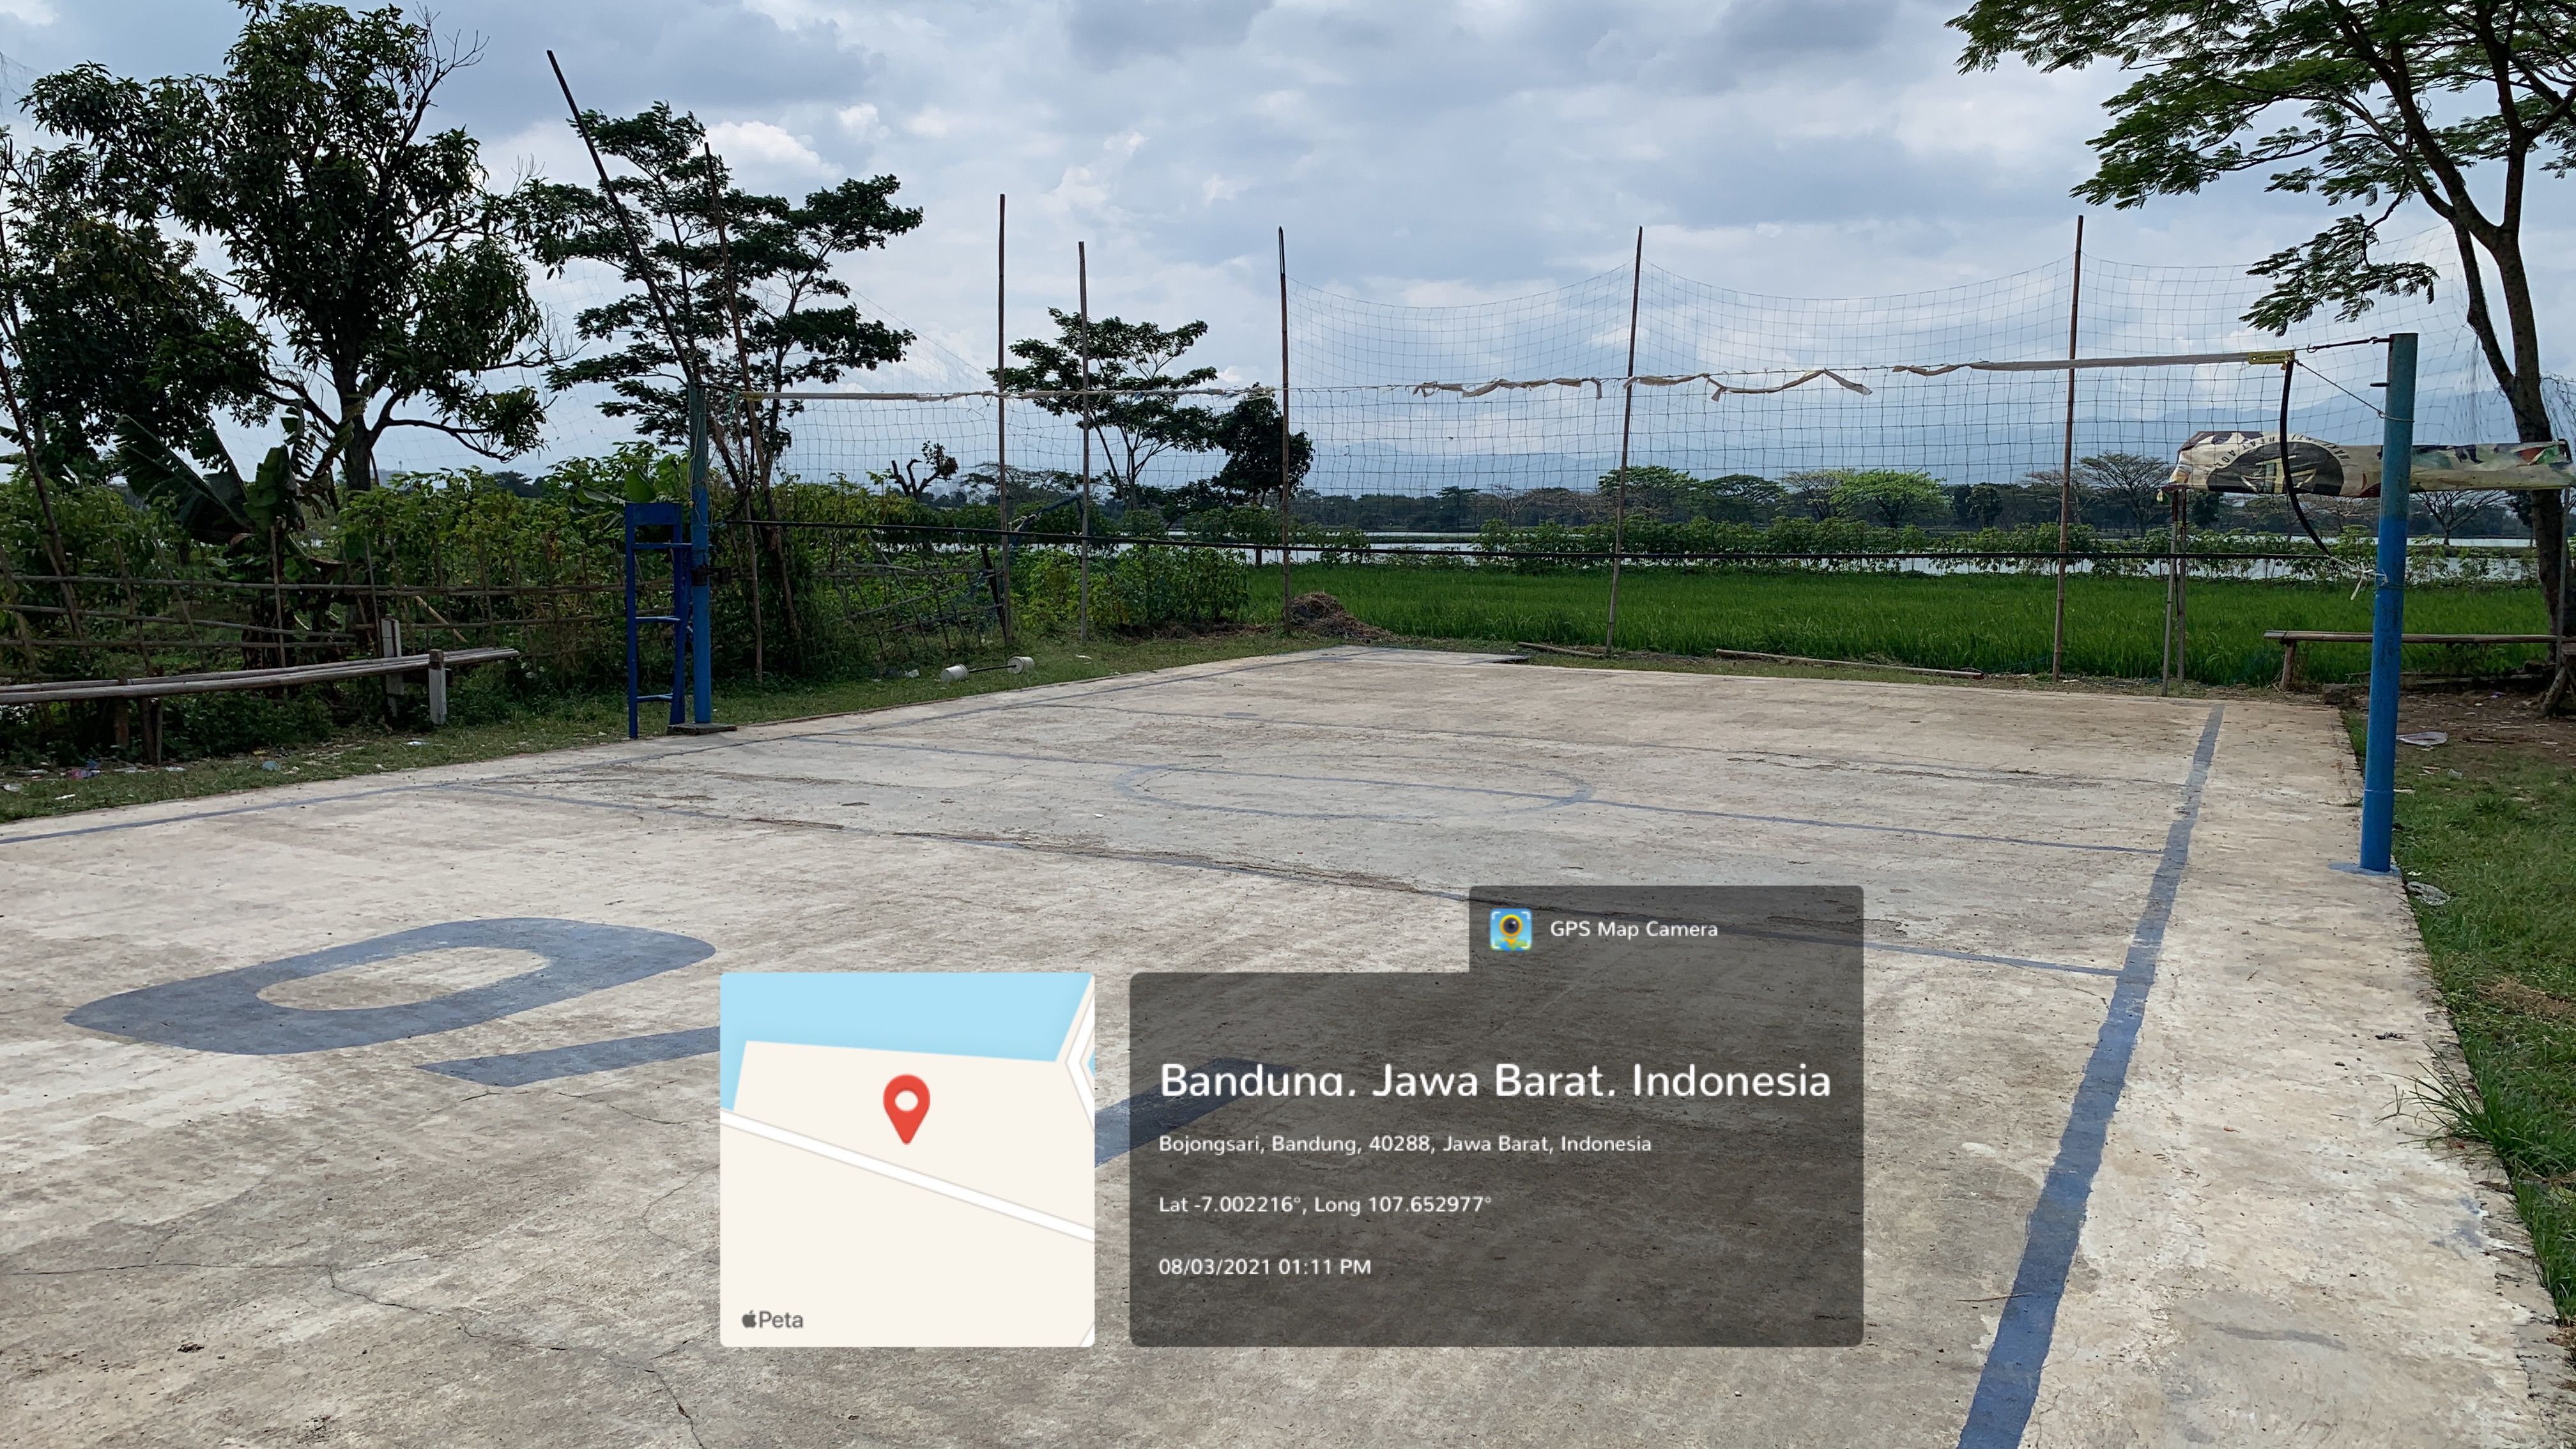 GPS Map Camera
Bandung, Jawa Barat, Indonesia
Bojongsari, Bandung, 40288, Jawa Barat, Indonesia
Lat -7.002216°, Long 107.652977°
08/03/2021 01:11 PM
Peta